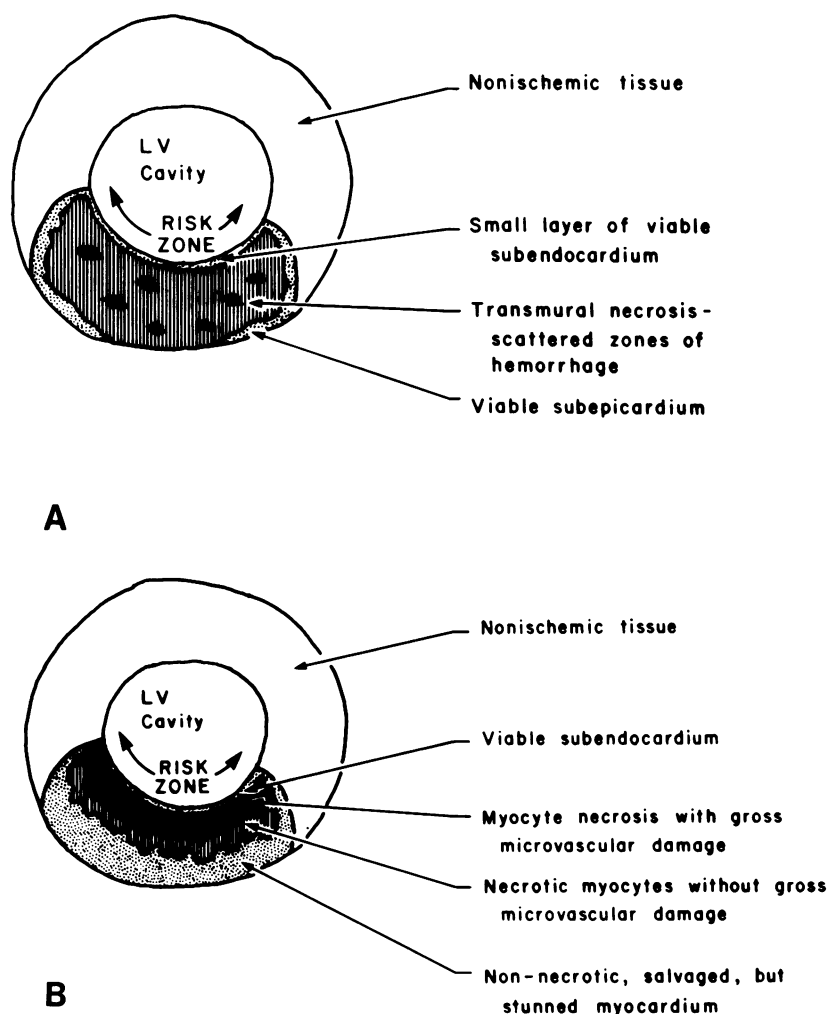 Nonischemic tissue
LV
Cavity
RISK
ZONE
Small layer of viable
subendocardium
Transmural necrosis-
scattered zones of
hemorrhage
Viable subepicardium
A
Nonischemic tissue
LV
Cavity
RISK
ZONE
Viable subendocardium
Myocyte necrosis with gross
microvascular damage
Necrotic myocytes without gross
microvascular damage
Non-necrotic, salvaged, but
stunned myocardium
B